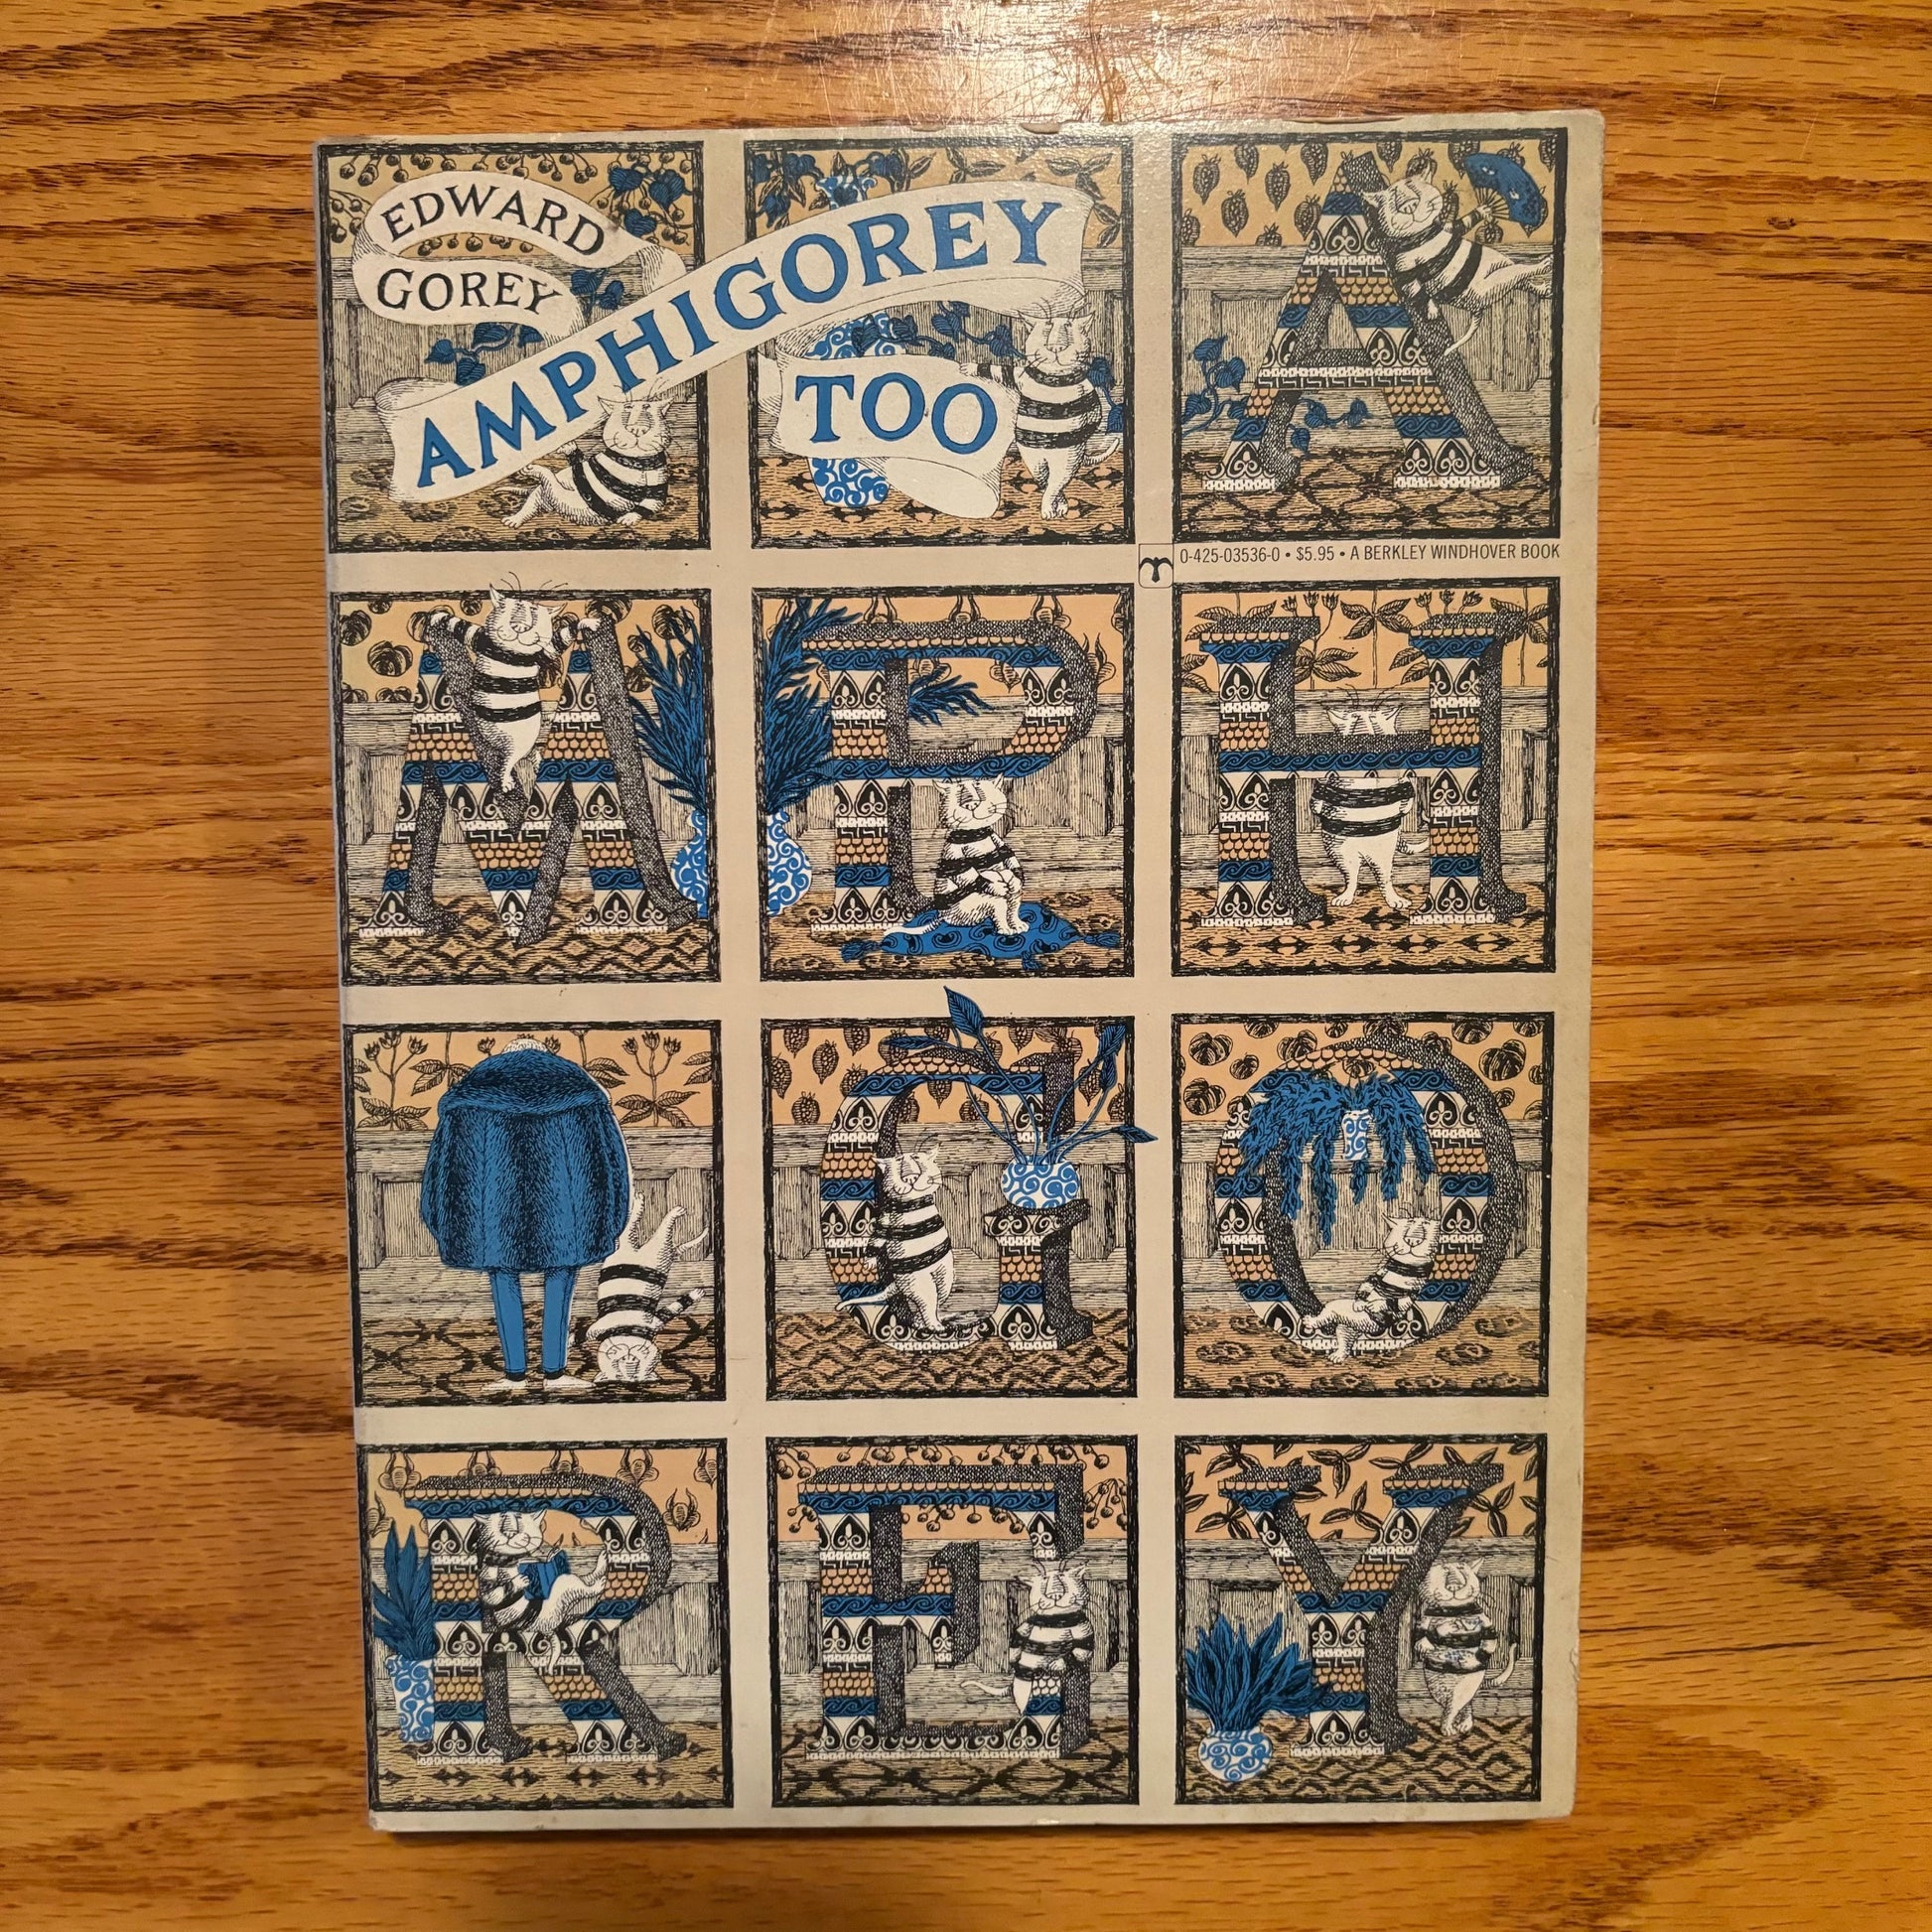 EDWARD
GOREY
AMPHIGOREY
TOO
A
0-425-03536-0 • $5.95 • A BERKLEY WINDHOVER BOOK
M P H
G O
R E Y